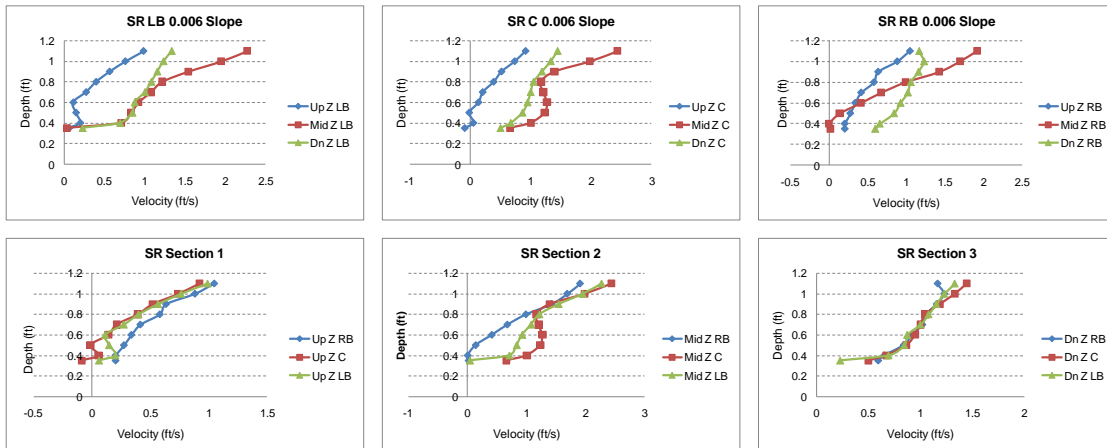 SR LB 0.006 Slope
1.2
1
0.8
0.6
0.4
0.2
0
Depth (ft)
0 0.5 1 1.5 2 2.5
Velocity (ft/s)
Up Z LB
Mid Z LB
Dn Z LB
SR C 0.006 Slope
1.2
1
0.8
0.6
0.4
0.2
0
Depth (ft)
-1 0 1 2 3
Velocity (ft/s)
Up Z C
Mid Z C
Dn Z C
SR RB 0.006 Slope
1.2
1
0.8
0.6
0.4
0.2
0
Depth (ft)
-0.5 0 0.5 1 1.5 2 2.5
Velocity (ft/s)
Up Z RB
Mid Z RB
Dn Z RB
SR Section 1
1.2
1
0.8
0.6
0.4
0.2
0
Depth (ft)
-0.5 0 0.5 1 1.5
Velocity (ft/s)
Up Z RB
Up Z C
Up Z LB
SR Section 2
1.2
1
0.8
0.6
0.4
0.2
0
Depth (ft)
-1 0 1 2 3
Velocity (ft/s)
Mid Z RB
Mid Z C
Mid Z LB
SR Section 3
1.2
1
0.8
0.6
0.4
0.2
0
Depth (ft)
0 0.5 1 1.5 2
Velocity (ft/s)
Dn Z RB
Dn Z C
Dn Z LB